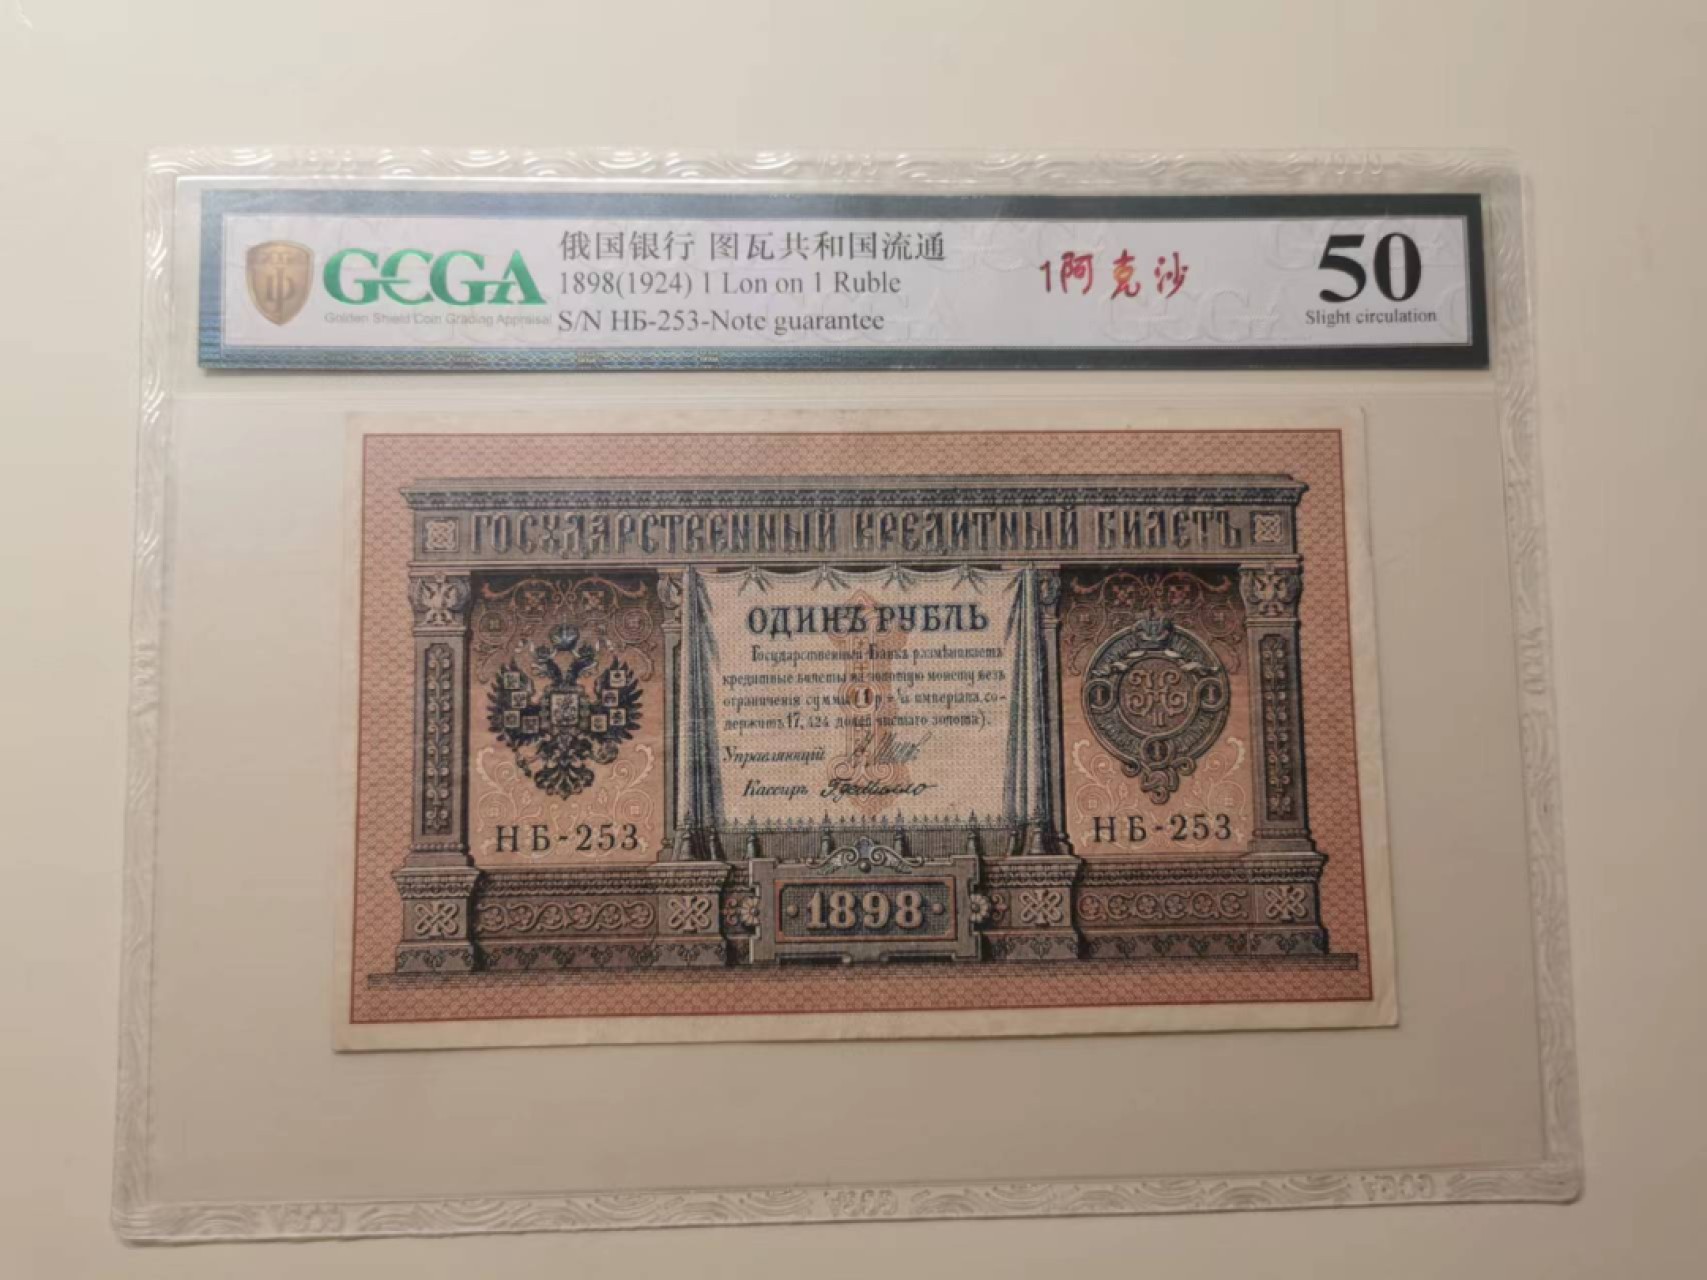 俄国银行 图瓦共和国流通
GCGA
Golden Shield Coin Grading Appraisal
1898(1924) 1 Lon on 1 Ruble
S/N НБ-253-Note guarantee
1阿克沙
50
Slight circulation
ГОСУДАРСТВЕННЫЙ КРЕДИТНЫЙ БИЛЕТЪ
ОДИНЪ РУБЛЬ
Государственный Банкъ размѣниваетъ
кредитные билеты на золотую монету безъ
ограниченія суммы (1 р. = 1/15 имперіала, со-
держитъ 17,424 долей чистаго золота).
Управляющій
Кассиръ
1 1
1
НБ-253 НБ-253
·1898·